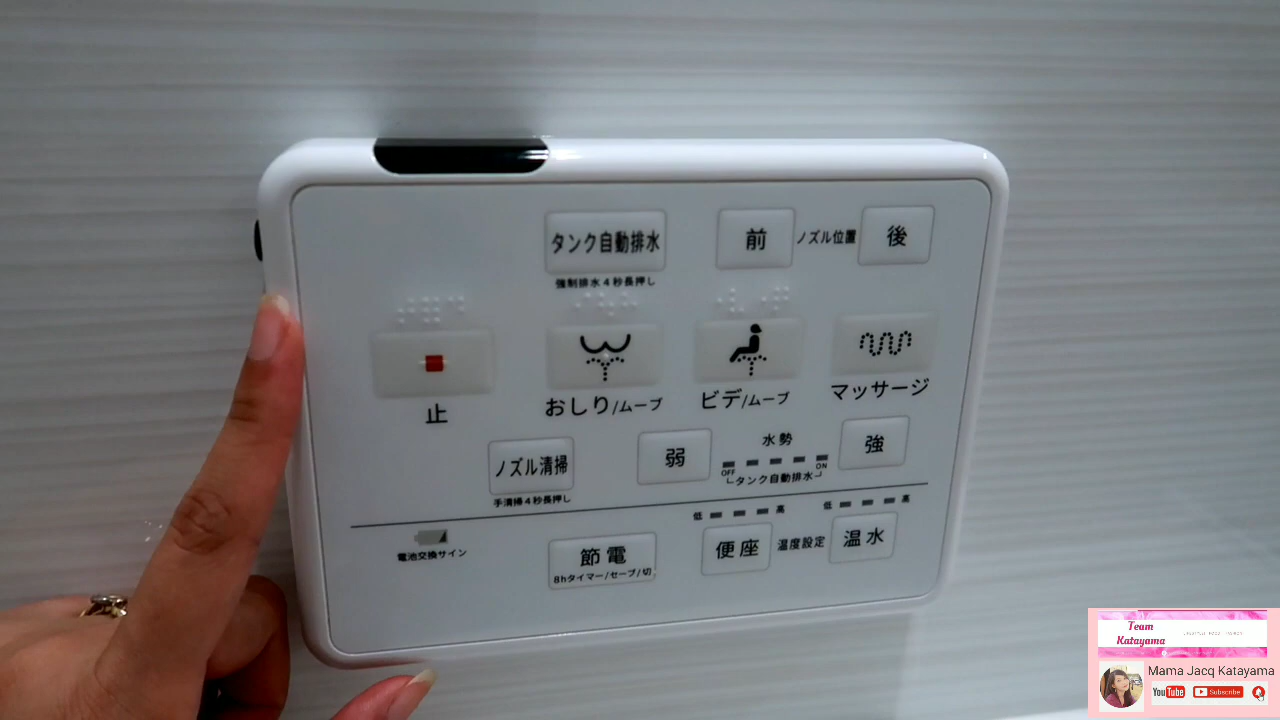 タンク自動排水
強制排水4秒長押し
前
ノズル位置
後
止
おしり/ムーブ
ビデ/ムーブ
マッサージ
ノズル清掃
手清掃4秒長押し
弱
水勢
OFF
ON
タンク自動排水
強
電池交換サイン
節電
8hタイマー/セーブ/切
低
高
便座
温度設定
低
高
温水
Team
Katayama
Mama Jacq Katayama
YouTube
Subscribe